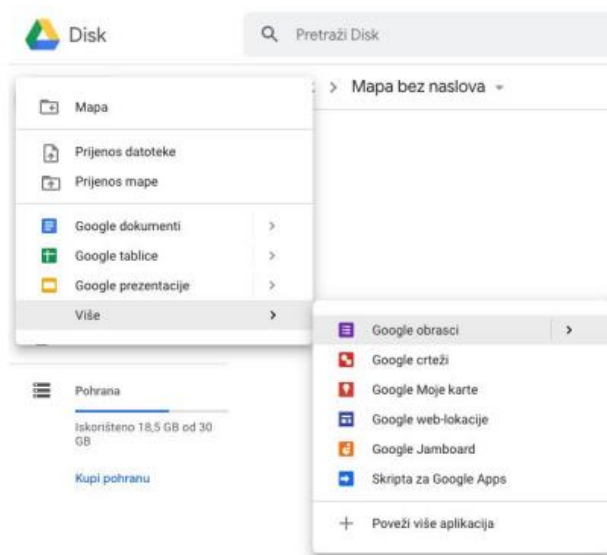 Disk
Pretraži Disk
> Mapa bez naslova
Mapa
Prijenos datoteke
Prijenos mape
Google dokumenti >
Google tablice >
Google prezentacije >
Više >
Google obrasci >
Google crteži
Google Moje karte
Google web-lokacije
Google Jamboard
Skripta za Google Apps
+ Poveži više aplikacija
Pohrana
Iskorišteno 18,5 GB od 30
GB
Kupi pohranu